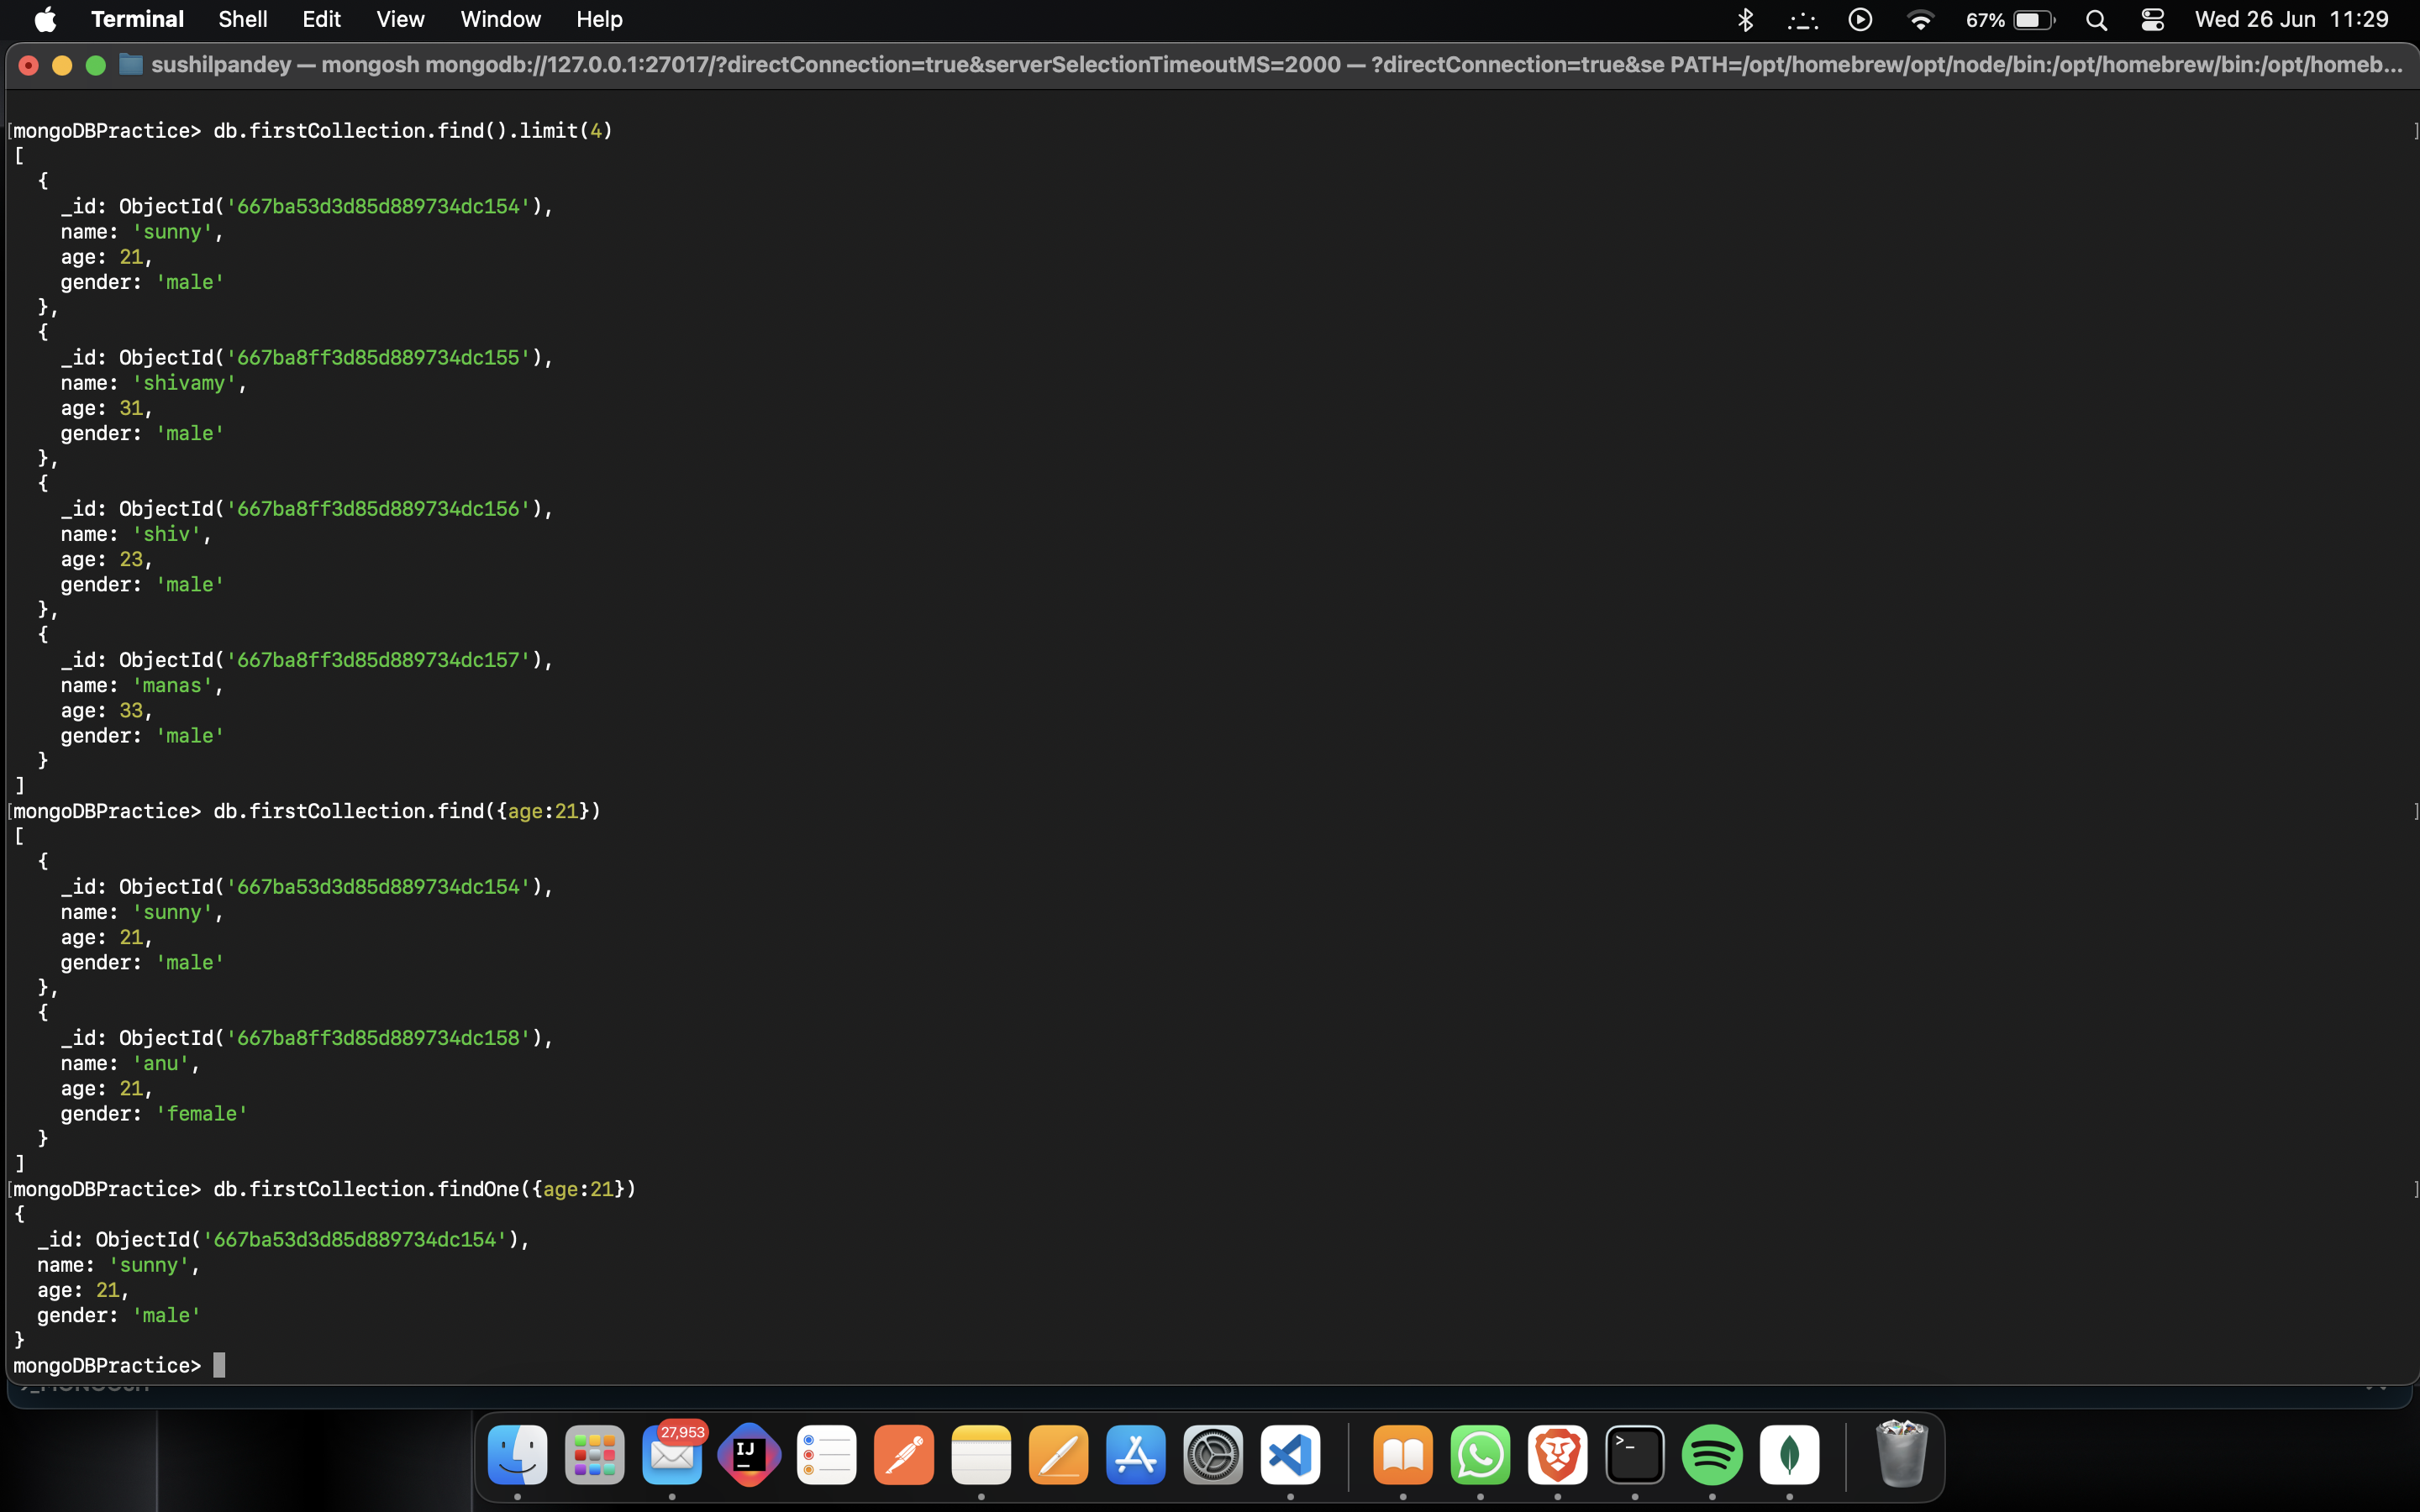 Terminal Shell Edit View Window Help 67% Wed 26 Jun 11:29
sushilpandey — mongosh mongodb://127.0.0.1:27017/?directConnection=true&serverSelectionTimeoutMS=2000 — ?directConnection=true&se PATH=/opt/homebrew/opt/node/bin:/opt/homebrew/bin:/opt/homeb...
[mongoDBPractice> db.firstCollection.find().limit(4) ]
[
  {
    _id: ObjectId('667ba53d3d85d889734dc154'),
    name: 'sunny',
    age: 21,
    gender: 'male'
  },
  {
    _id: ObjectId('667ba8ff3d85d889734dc155'),
    name: 'shivamy',
    age: 31,
    gender: 'male'
  },
  {
    _id: ObjectId('667ba8ff3d85d889734dc156'),
    name: 'shiv',
    age: 23,
    gender: 'male'
  },
  {
    _id: ObjectId('667ba8ff3d85d889734dc157'),
    name: 'manas',
    age: 33,
    gender: 'male'
  }
]
[mongoDBPractice> db.firstCollection.find({age:21}) ]
[
  {
    _id: ObjectId('667ba53d3d85d889734dc154'),
    name: 'sunny',
    age: 21,
    gender: 'male'
  },
  {
    _id: ObjectId('667ba8ff3d85d889734dc158'),
    name: 'anu',
    age: 21,
    gender: 'female'
  }
]
[mongoDBPractice> db.firstCollection.findOne({age:21}) ]
{
  _id: ObjectId('667ba53d3d85d889734dc154'),
  name: 'sunny',
  age: 21,
  gender: 'male'
}
mongoDBPractice>
27,953
IJ
>_